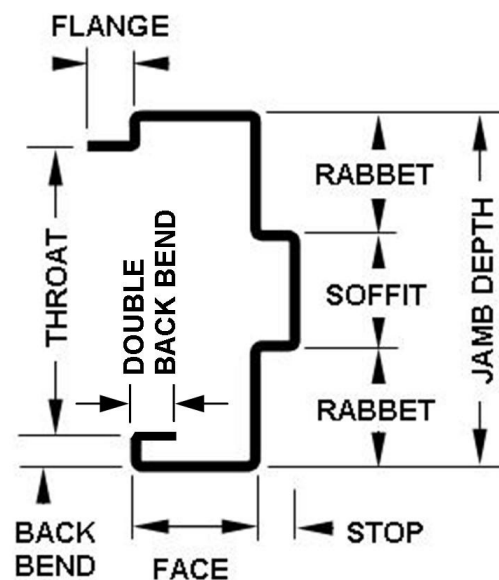 FLANGE
RABBET
THROAT
DOUBLE
BACK BEND
SOFFIT
JAMB DEPTH
RABBET
BACK
BEND
FACE
STOP